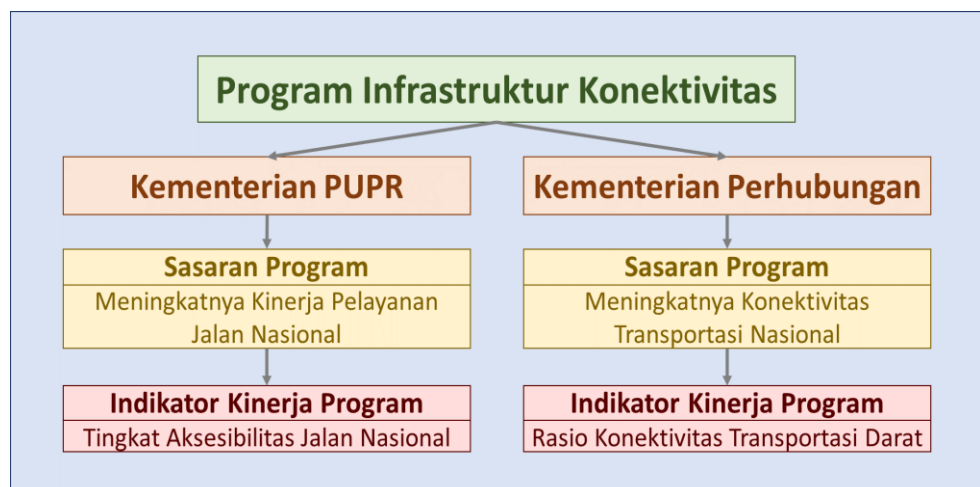 Program Infrastruktur Konektivitas
Kementerian PUPR
Sasaran Program
Meningkatnya Kinerja Pelayanan
Jalan Nasional
Indikator Kinerja Program
Tingkat Aksesibilitas Jalan Nasional
Kementerian Perhubungan
Sasaran Program
Meningkatnya Konektivitas
Transportasi Nasional
Indikator Kinerja Program
Rasio Konektivitas Transportasi Darat